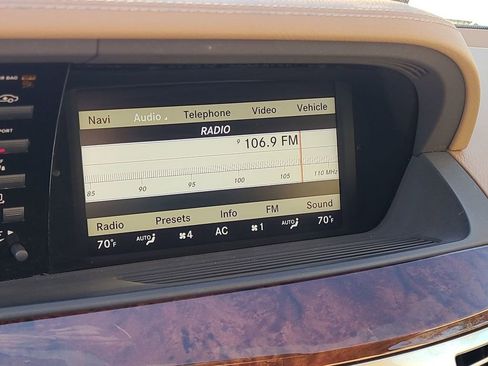 Navi Audio Telephone Video Vehicle
RADIO
9 106.9 FM
85 90 95 100 105 110 MHz
Radio Presets Info FM Sound
70°F AUTO 4 AC 1 AUTO 70°F